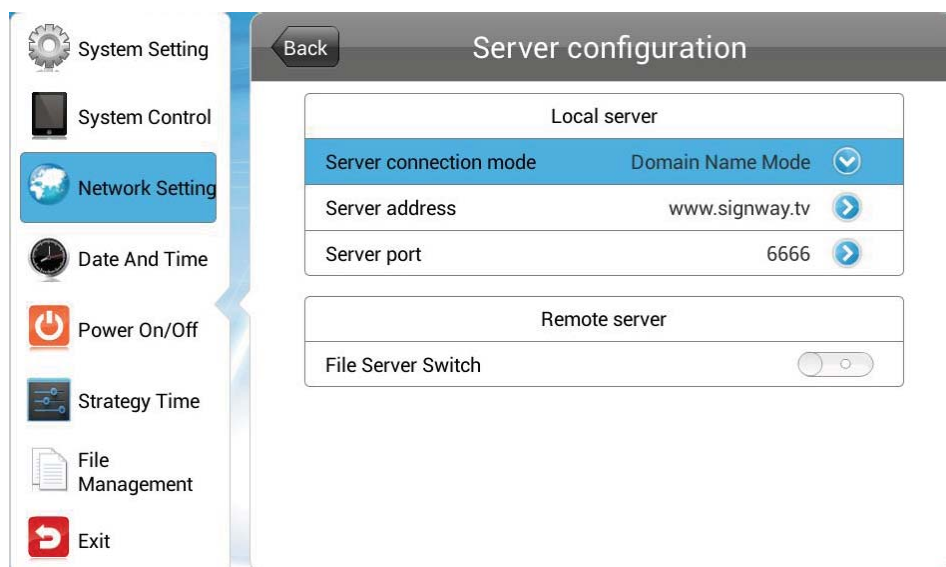 System Setting
System Control
Network Setting
Date And Time
Power On/Off
Strategy Time
File
Management
Exit
Back
Server configuration
Local server
Server connection mode Domain Name Mode
Server address www.signway.tv
Server port 6666
Remote server
File Server Switch